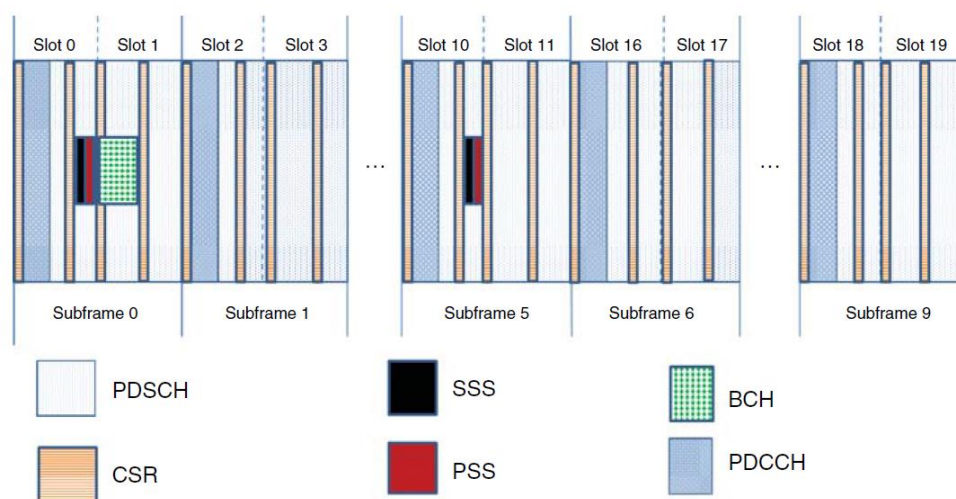 Slot 0 Slot 1 Slot 2 Slot 3 Slot 10 Slot 11 Slot 16 Slot 17 Slot 18 Slot 19
... ...
Subframe 0 Subframe 1 Subframe 5 Subframe 6 Subframe 9
PDSCH SSS BCH
CSR PSS PDCCH